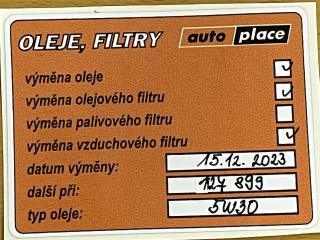 OLEJE, FILTRY auto place
výměna oleje ✓
výměna olejového filtru ✓
výměna palivového filtru
výměna vzduchového filtru ✓
datum výměny: 15.12.2023
další při: 127 899
typ oleje: 5W30